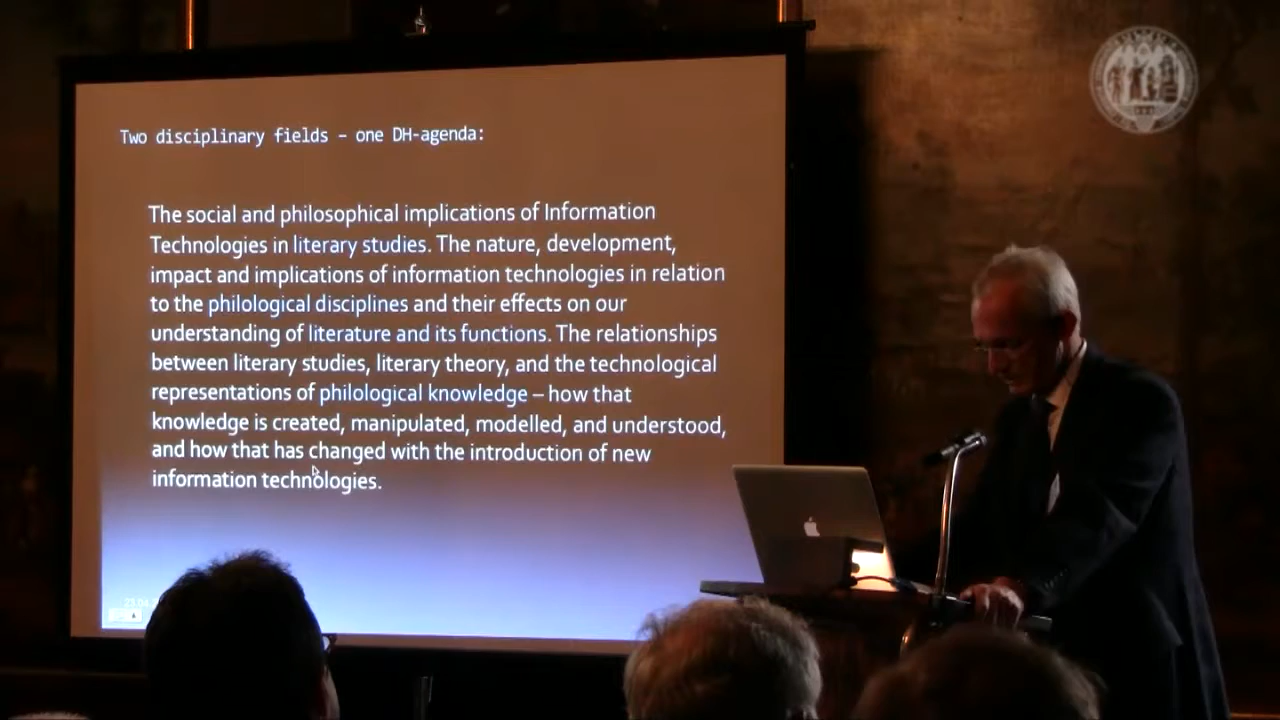 Two disciplinary fields – one DH-agenda:
The social and philosophical implications of Information
Technologies in literary studies. The nature, development,
impact and implications of information technologies in relation
to the philological disciplines and their effects on our
understanding of literature and its functions. The relationships
between literary studies, literary theory, and the technological
representations of philological knowledge – how that
knowledge is created, manipulated, modelled, and understood,
and how that has changed with the introduction of new
information technologies.